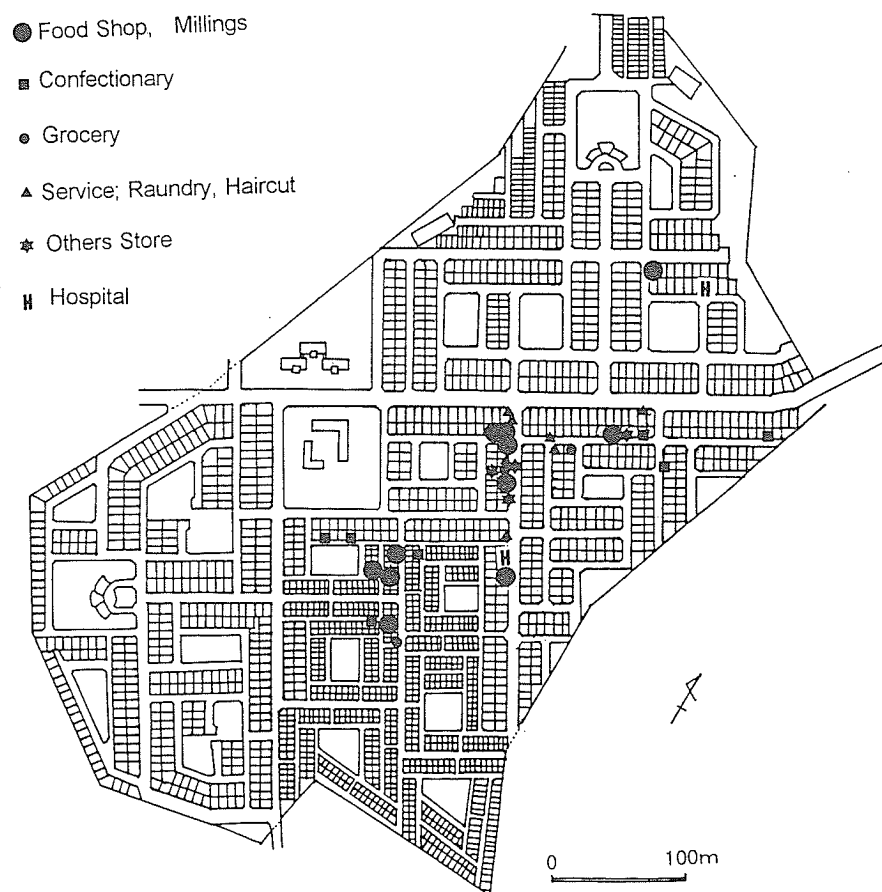 Food Shop, Millings
Confectionary
Grocery
Service; Raundry, Haircut
Others Store
H Hospital
H
H
0 100m